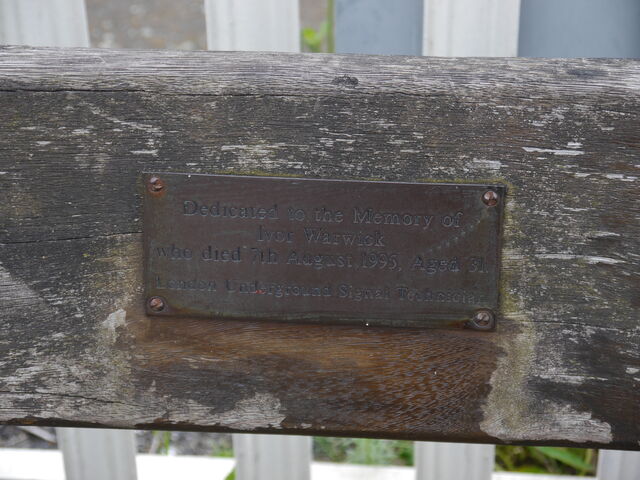 Dedicated to the Memory of
Ivor Warwick
who died 7th August, 1995, Aged 31.
London Underground Signal Technician